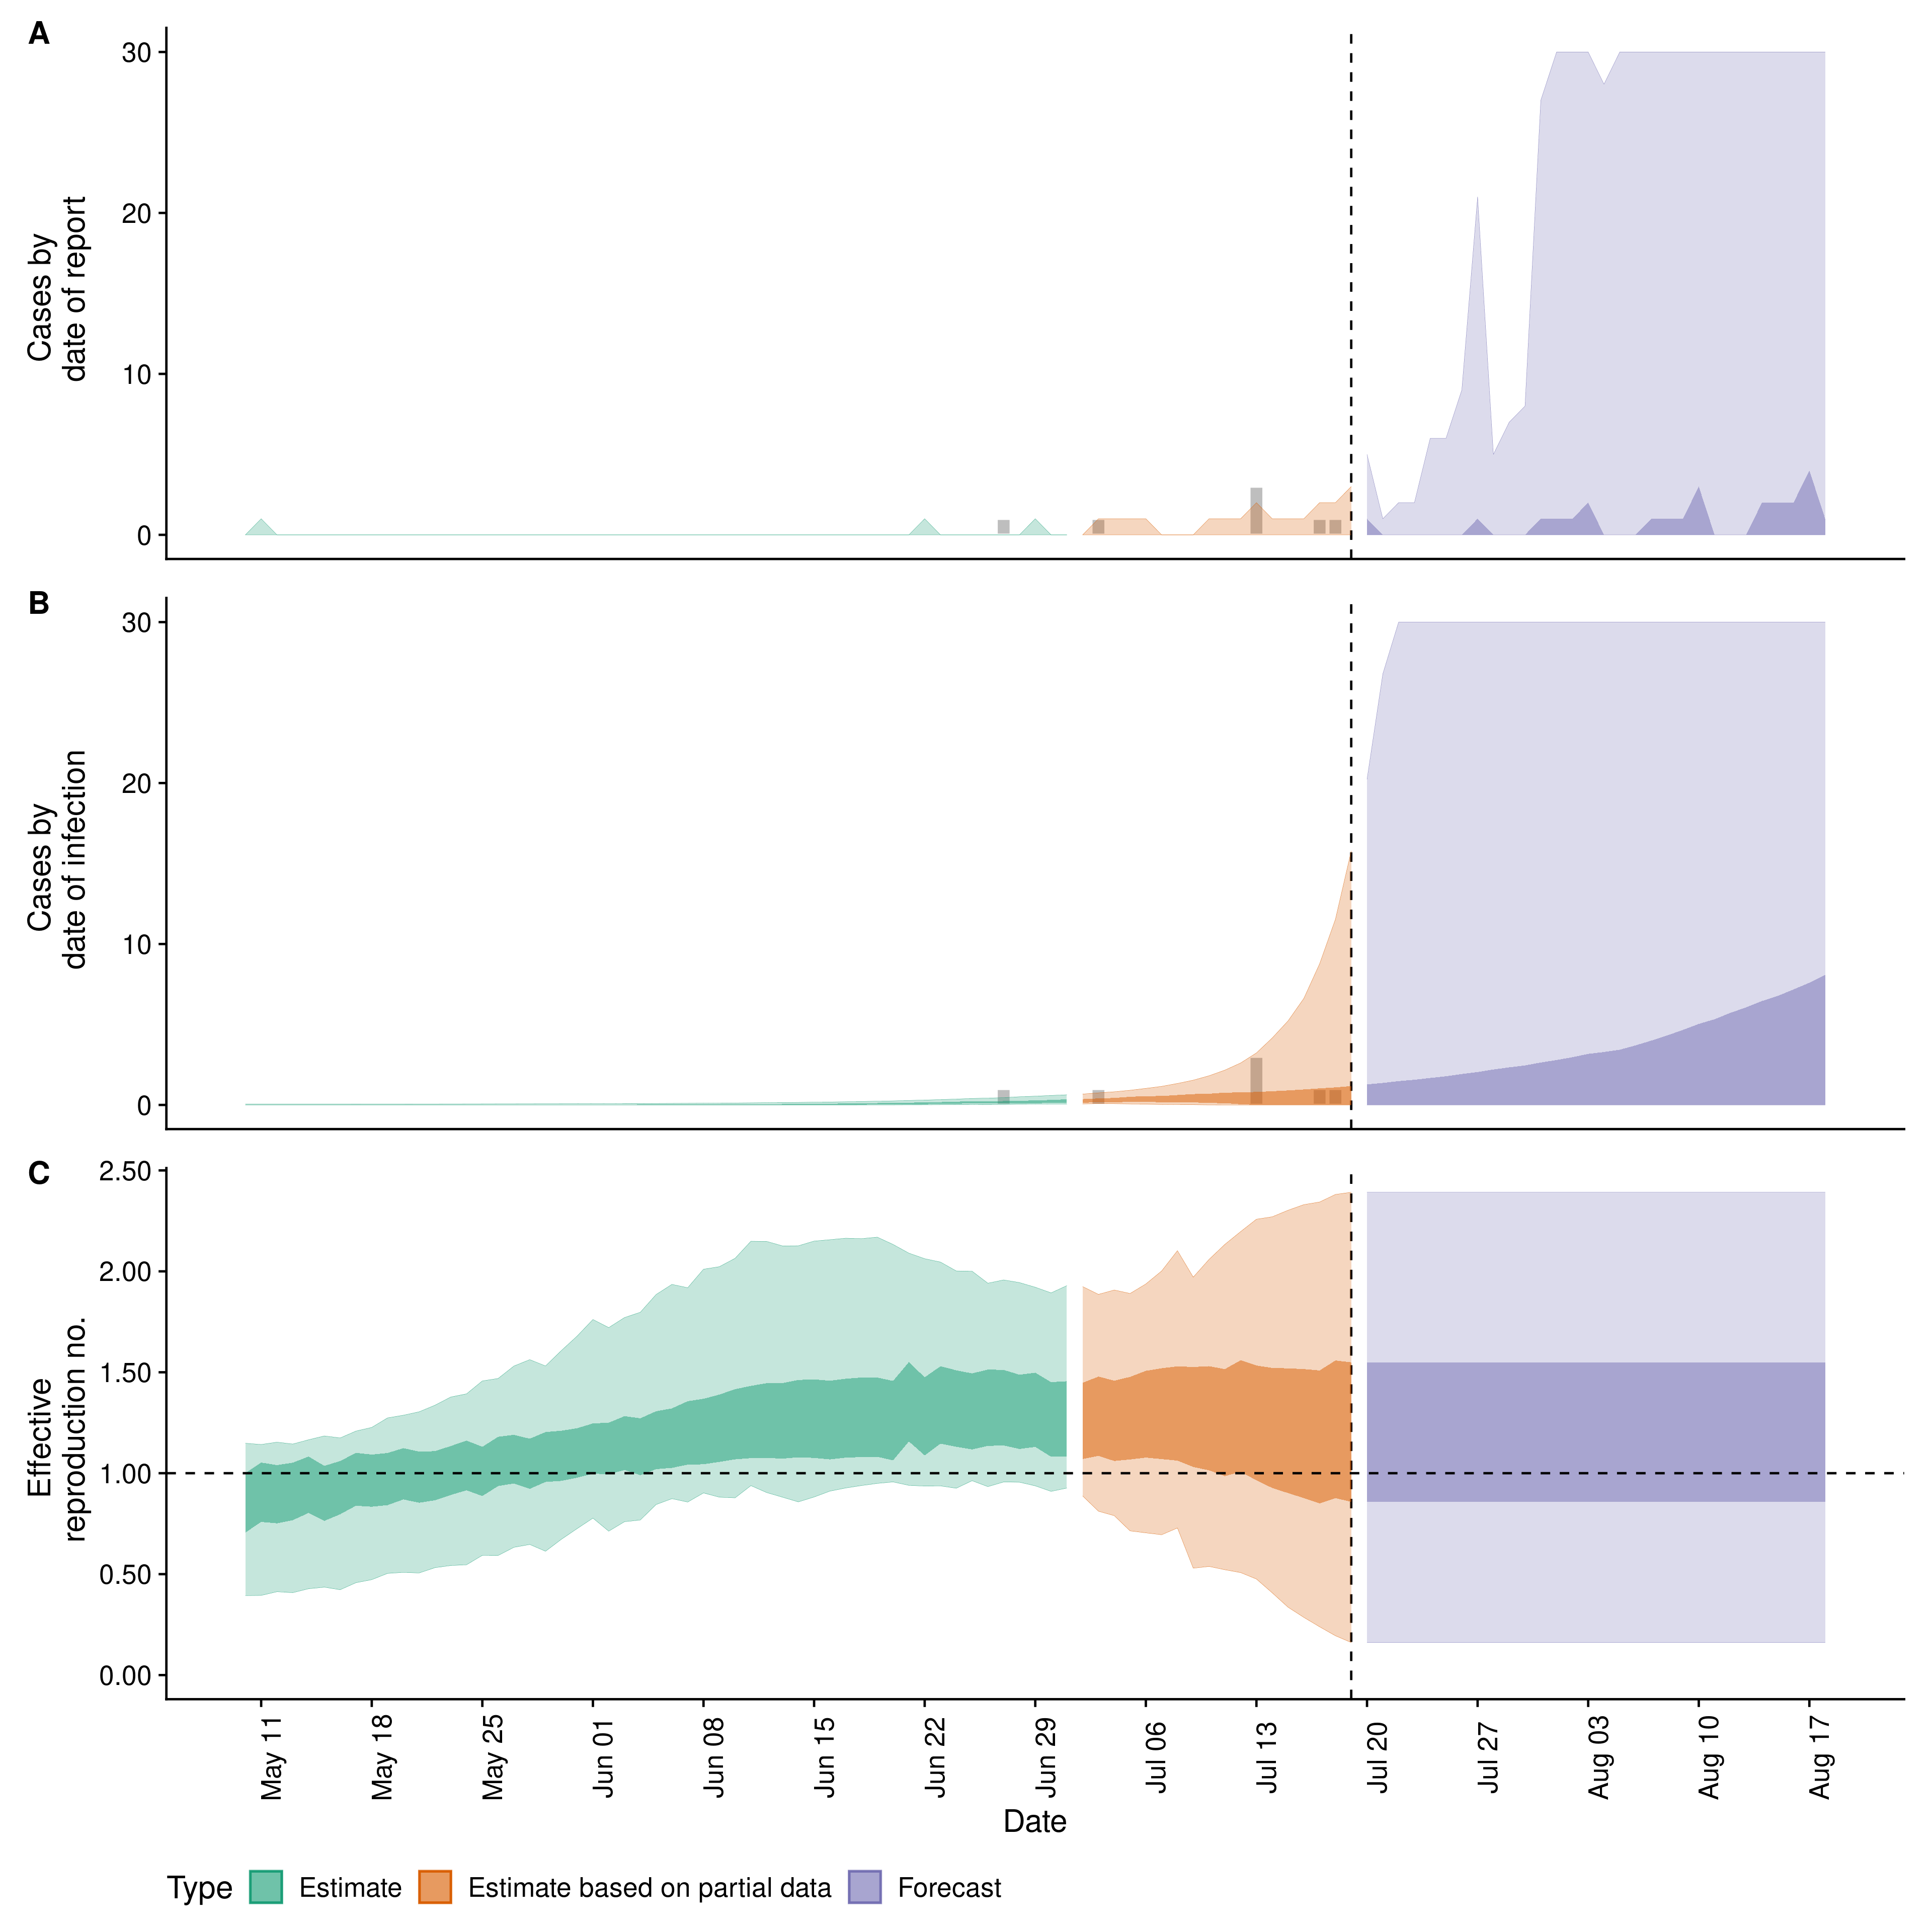 A
30
20
10
0
Cases by
date of report
B
30
20
10
0
Cases by
date of infection
C
2.50
2.00
1.50
1.00
0.50
0.00
Effective
reproduction no.
May 11
May 18
May 25
Jun 01
Jun 08
Jun 15
Jun 22
Jun 29
Jul 06
Jul 13
Jul 20
Jul 27
Aug 03
Aug 10
Aug 17
Date
Type Estimate Estimate based on partial data Forecast